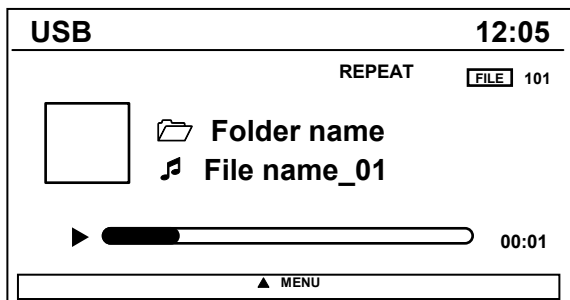 USB 12:05
REPEAT FILE 101
Folder name
File name_01
00:01
MENU